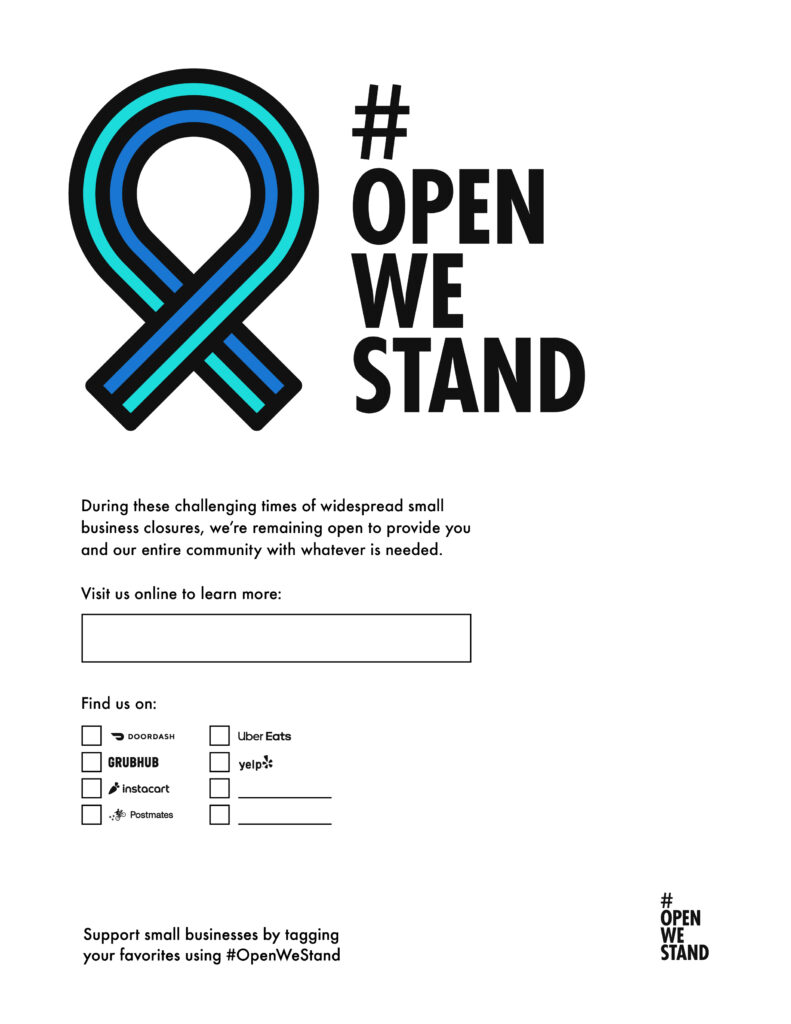 #
OPEN
WE
STAND
During these challenging times of widespread small
business closures, we’re remaining open to provide you
and our entire community with whatever is needed.
Visit us online to learn more:
Find us on:
DOORDASH
Uber Eats
GRUBHUB
yelp
instacart
Postmates
Support small businesses by tagging
your favorites using #OpenWeStand
#
OPEN
WE
STAND